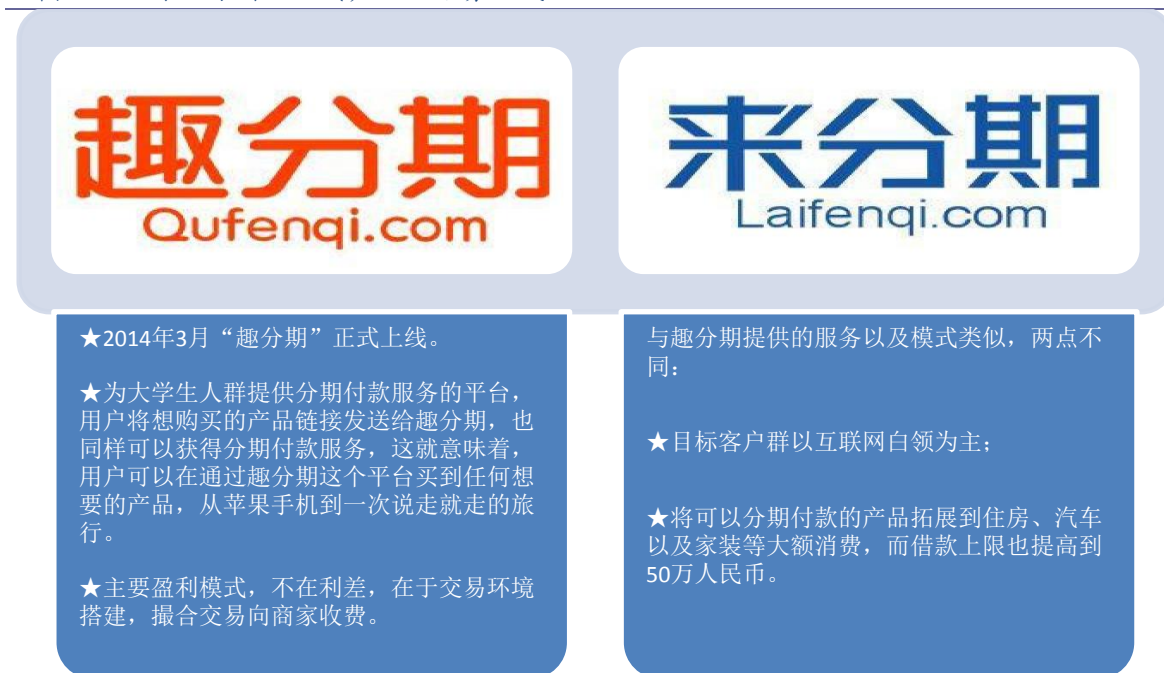 趣分期
Qufenqi.com
★2014年3月“趣分期”正式上线。
★为大学生人群提供分期付款服务的平台，
用户将想购买的产品链接发送给趣分期，也
同样可以获得分期付款服务，这就意味着，
用户可以在通过趣分期这个平台买到任何想
要的产品，从苹果手机到一次说走就走的旅
行。
★主要盈利模式，不在利差，在于交易环境
搭建，撮合交易向商家收费。
来分期
Laifenqi.com
与趣分期提供的服务以及模式类似，两点不
同：
★目标客户群以互联网白领为主；
★将可以分期付款的产品拓展到住房、汽车
以及家装等大额消费，而借款上限也提高到
50万人民币。